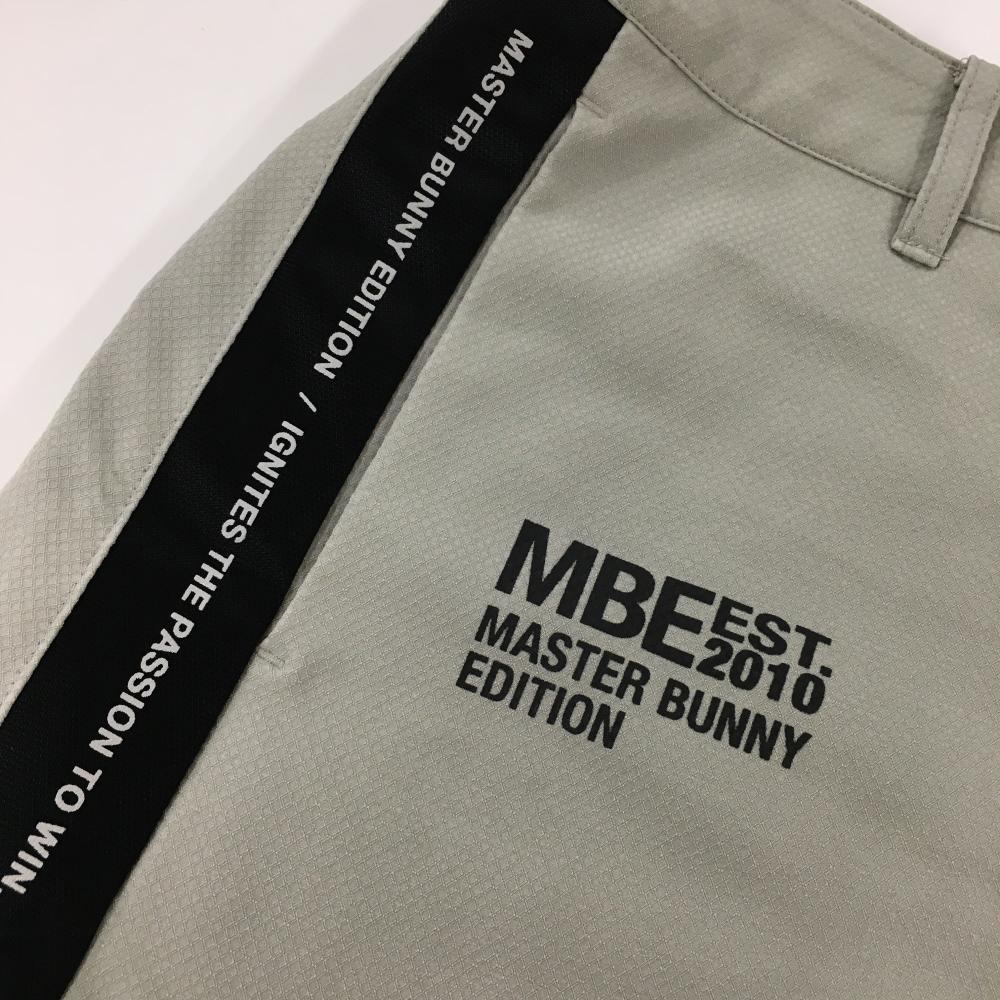 MASTER BUNNY EDITION / IGNITES THE PASSION TO WIN.
MBE EST. 2010
MASTER BUNNY
EDITION